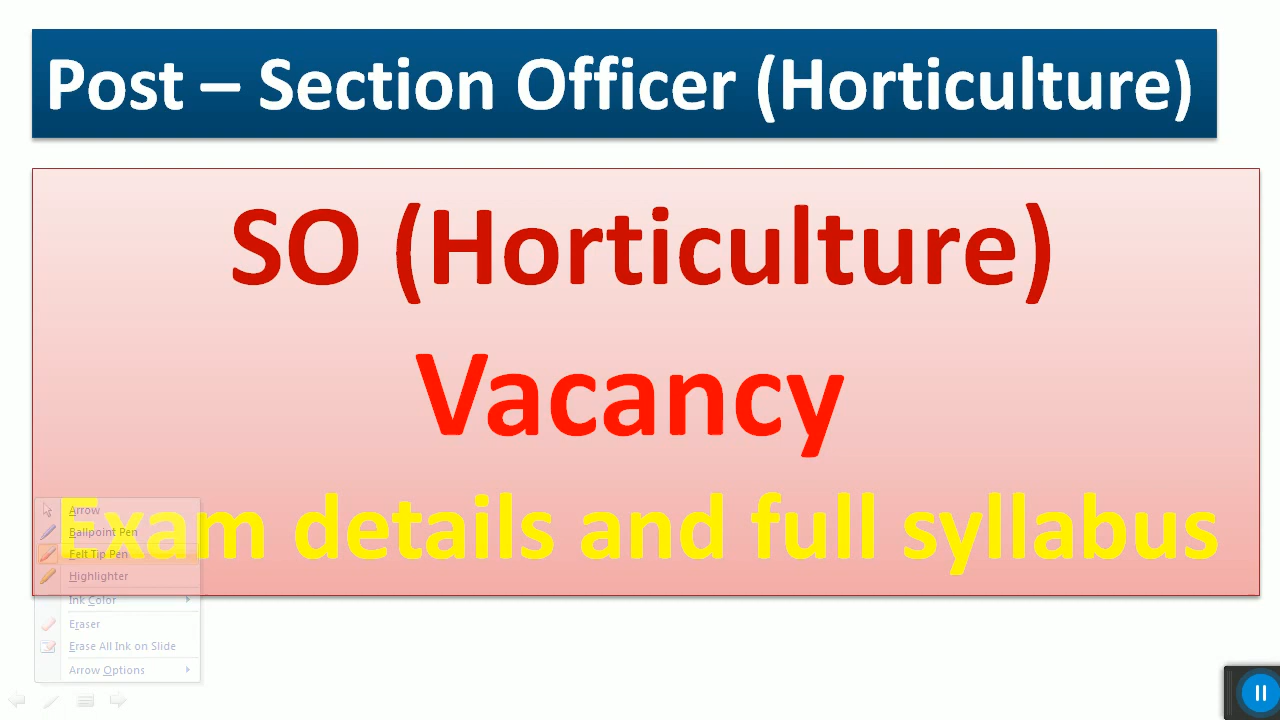 Post – Section Officer (Horticulture)
SO (Horticulture)
Vacancy
Exam details and full syllabus
Arrow
Ballpoint Pen
Felt Tip Pen
Highlighter
Ink Color
Eraser
Erase All Ink on Slide
Arrow Options